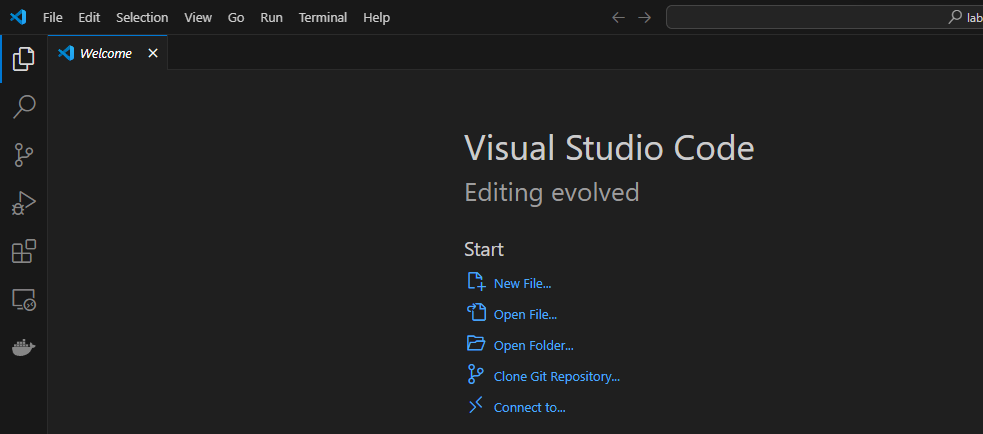 File Edit Selection View Go Run Terminal Help
lab
Welcome
Visual Studio Code
Editing evolved
Start
New File...
Open File...
Open Folder...
Clone Git Repository...
Connect to...